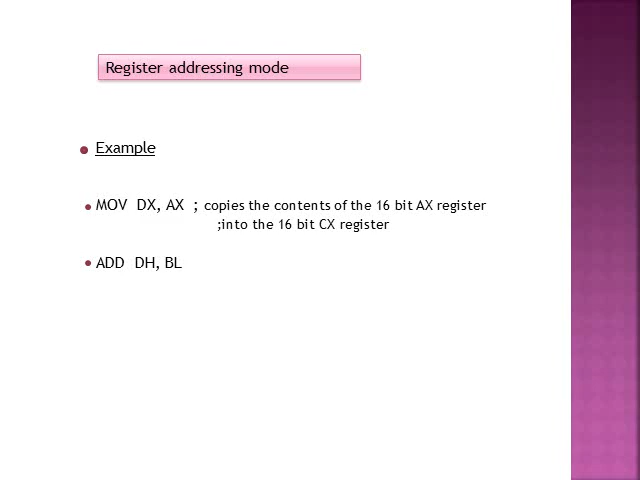 Register addressing mode
Example
MOV DX, AX ; copies the contents of the 16 bit AX register
;into the 16 bit CX register
ADD DH, BL